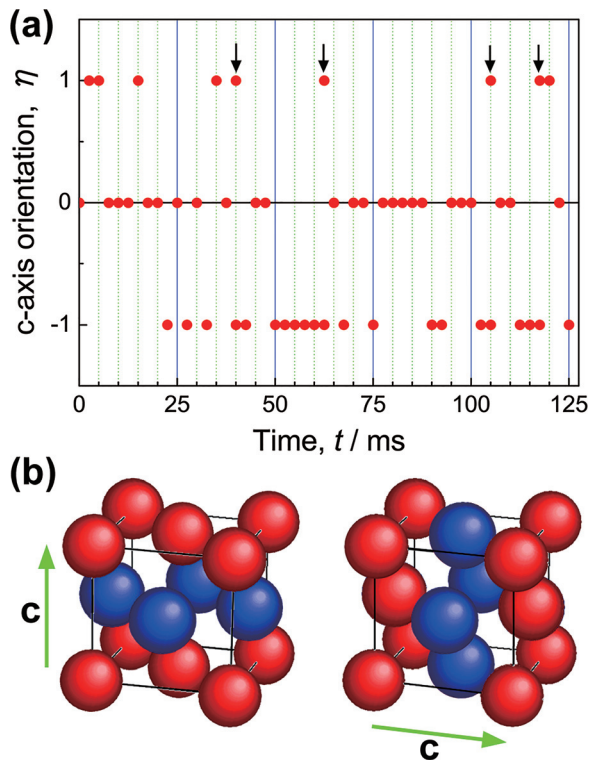 (a)
c-axis orientation, η
1
0
-1
0 25 50 75 100 125
Time, t / ms
(b)
c
c